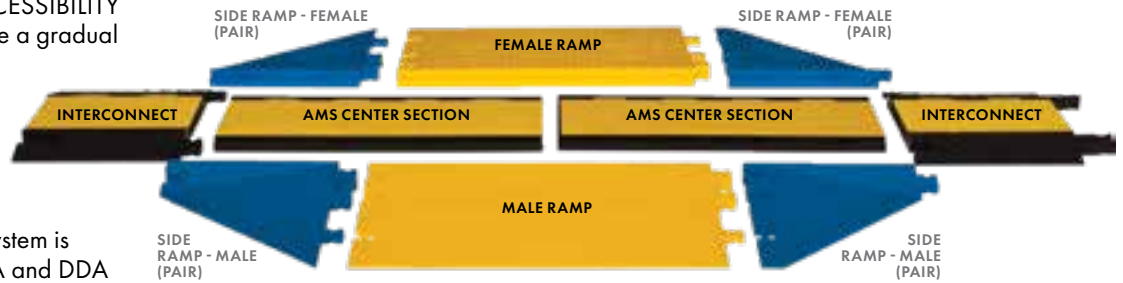 CESSIBILITY
e a gradual
SIDE RAMP - FEMALE
(PAIR)
SIDE RAMP - FEMALE
(PAIR)
FEMALE RAMP
INTERCONNECT
AMS CENTER SECTION
AMS CENTER SECTION
INTERCONNECT
MALE RAMP
ystem is
A and DDA
SIDE
RAMP - MALE
(PAIR)
SIDE
RAMP - MALE
(PAIR)